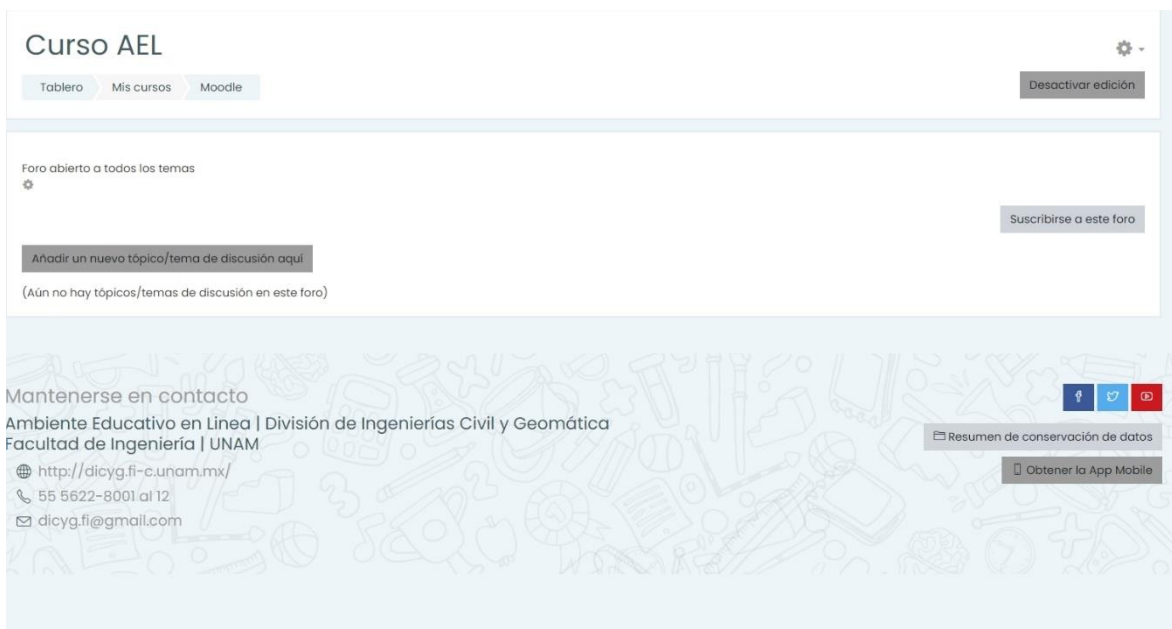 Curso AEL
Tablero Mis cursos Moodle
Desactivar edición
Foro abierto a todos los temas
Suscribirse a este foro
Añadir un nuevo tópico/tema de discusión aquí
(Aún no hay tópicos/temas de discusión en este foro)
Mantenerse en contacto
Ambiente Educativo en Linea | División de Ingenierías Civil y Geomática
Facultad de Ingeniería | UNAM
http://dicyg.fi-c.unam.mx/
55 5622-8001 al 12
dicyg.fi@gmail.com
Resumen de conservación de datos
Obtener la App Mobile